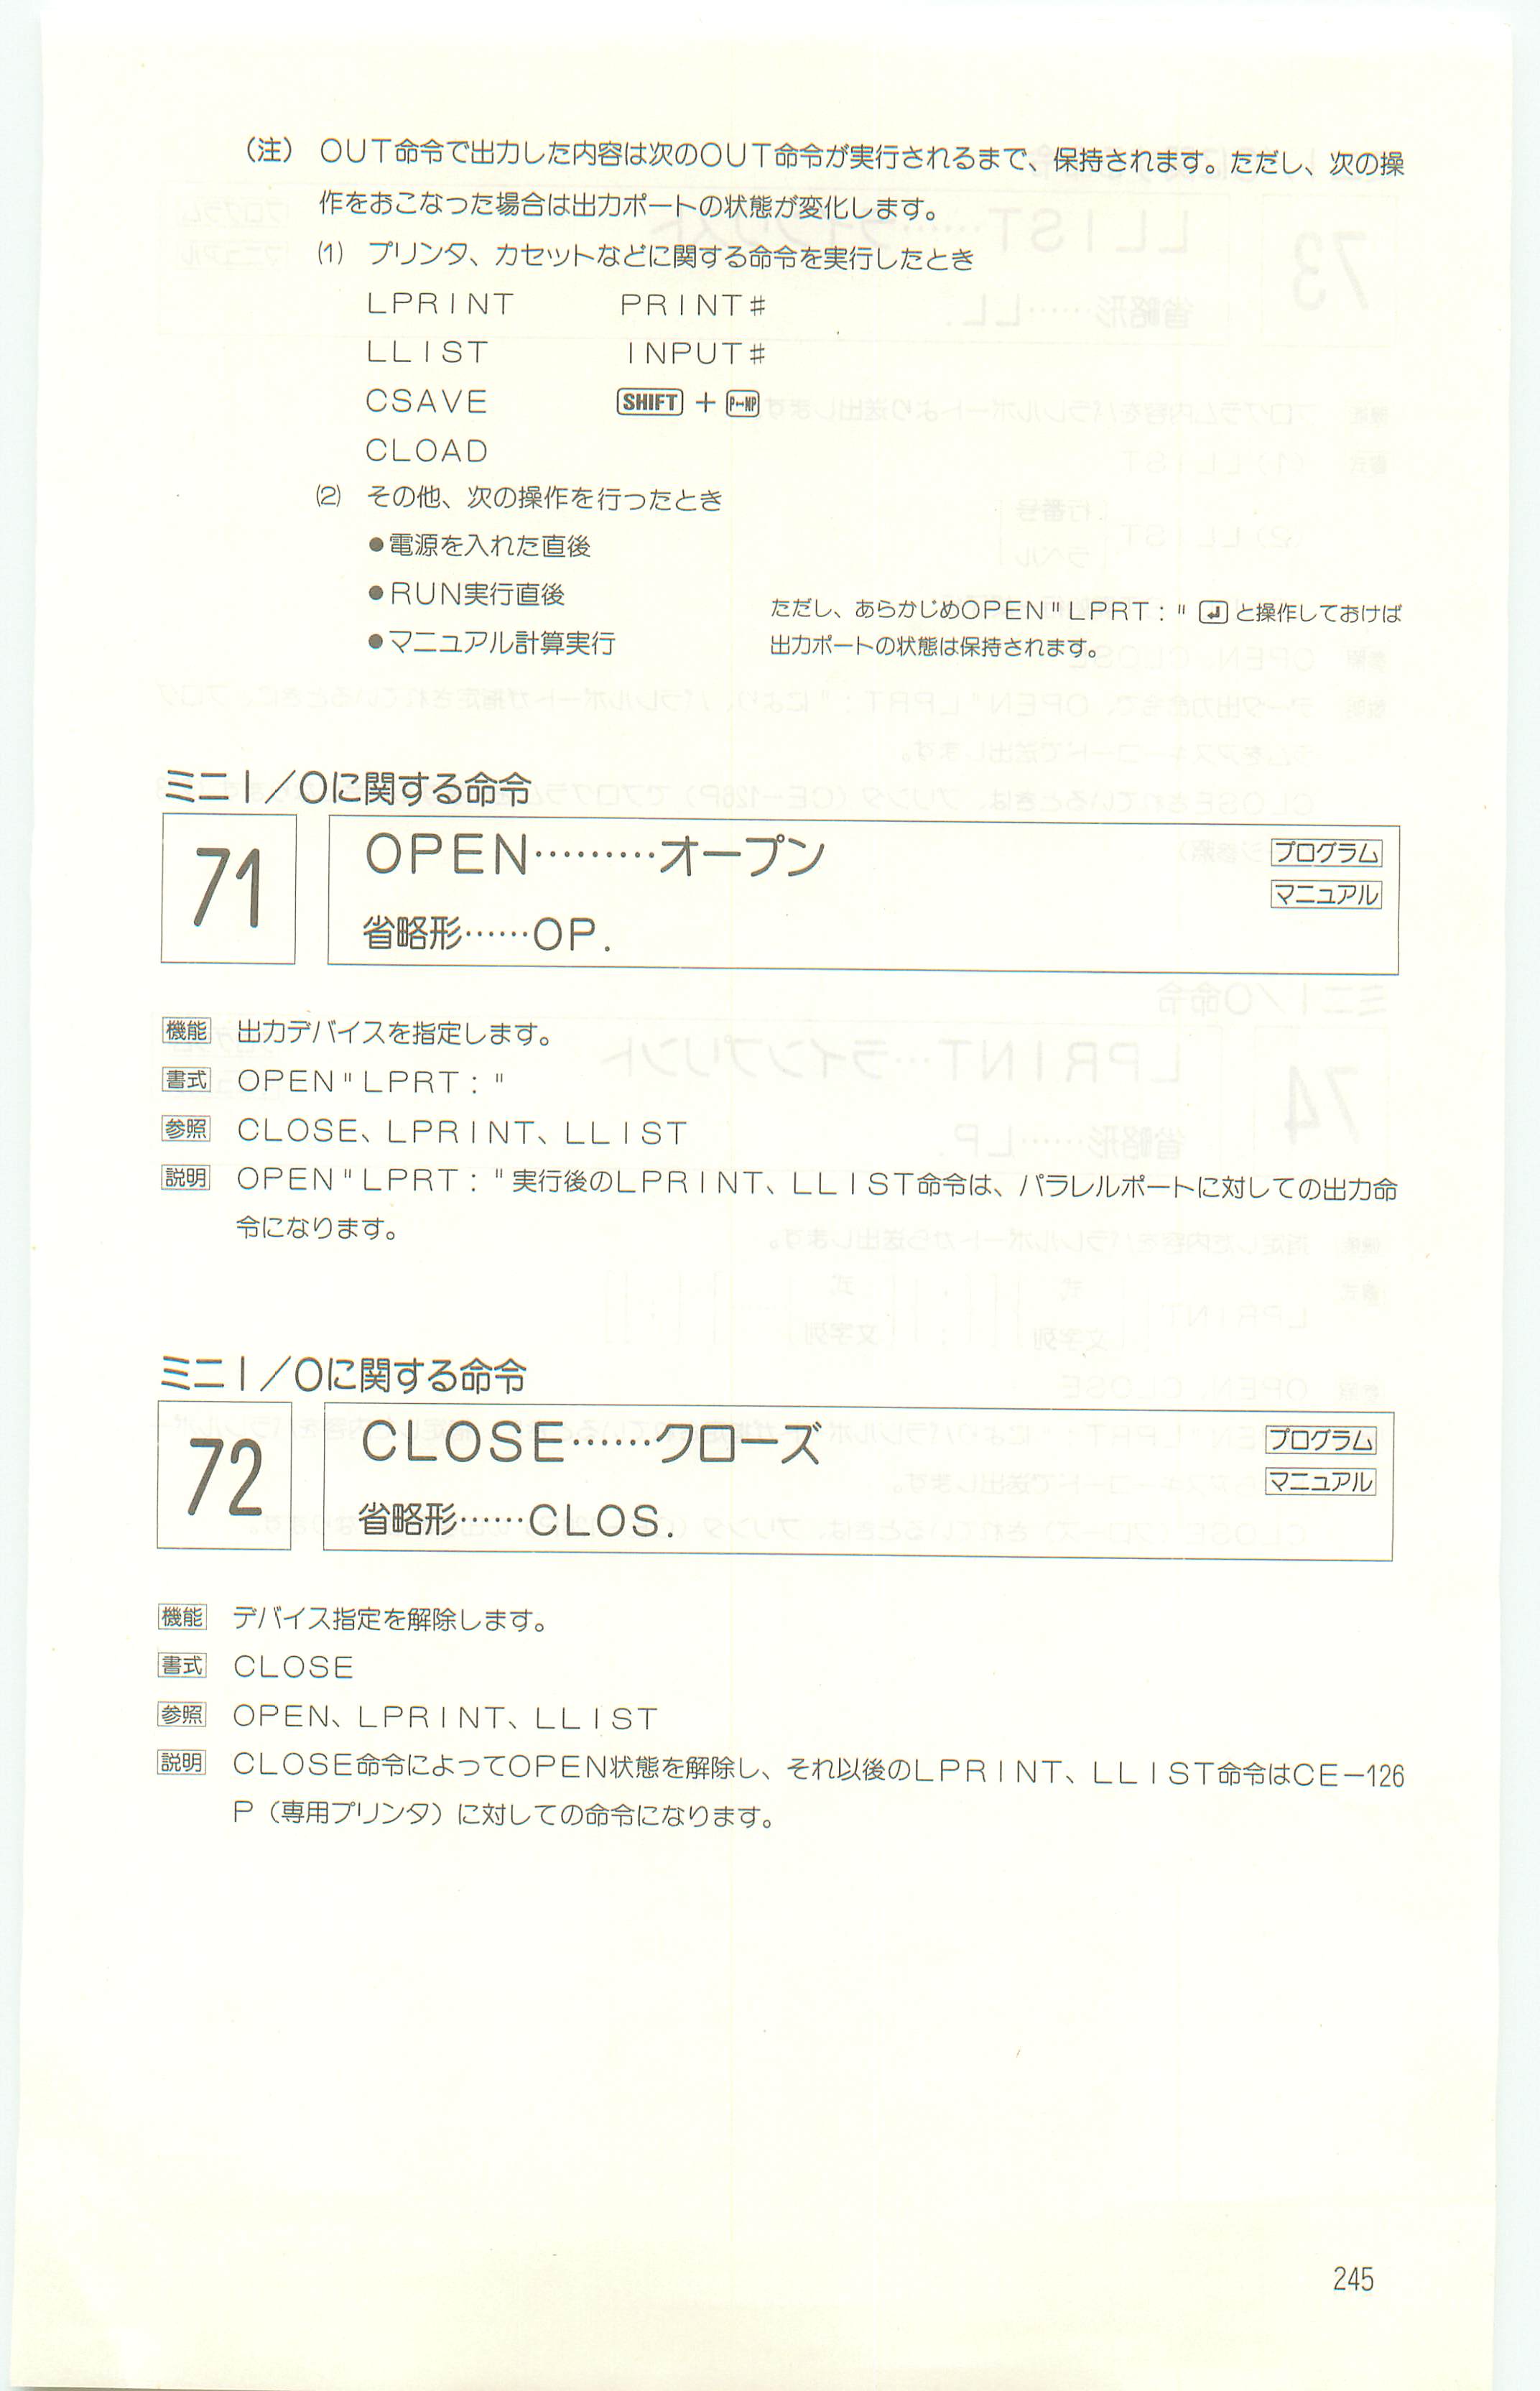 (注) OUT命令で出力した内容は次のOUT命令が実行されるまで、保持されます。ただし、次の操
作をおこなった場合は出力ポートの状態が変化します。
(1) プリンタ、カセットなどに関する命令を実行したとき
LPRINT PRINT#
LLIST INPUT#
CSAVE SHIFT + P↔NP
CLOAD
(2) その他、次の操作を行ったとき
●電源を入れた直後
●RUN実行直後
●マニュアル計算実行
ただし、あらかじめOPEN"LPRT:" ↵ と操作しておけば
出力ポートの状態は保持されます。
ミニI/Oに関する命令
71
OPEN………オープン
プログラム
マニュアル
省略形……OP.
機能 出力デバイスを指定します。
書式 OPEN"LPRT:"
参照 CLOSE、LPRINT、LLIST
説明 OPEN"LPRT:"実行後のLPRINT、LLIST命令は、パラレルポートに対しての出力命
令になります。
ミニI/Oに関する命令
72
CLOSE……クローズ
プログラム
マニュアル
省略形……CLOS.
機能 デバイス指定を解除します。
書式 CLOSE
参照 OPEN、LPRINT、LLIST
説明 CLOSE命令によってOPEN状態を解除し、それ以後のLPRINT、LLIST命令はCE-126
P(専用プリンタ)に対しての命令になります。
245